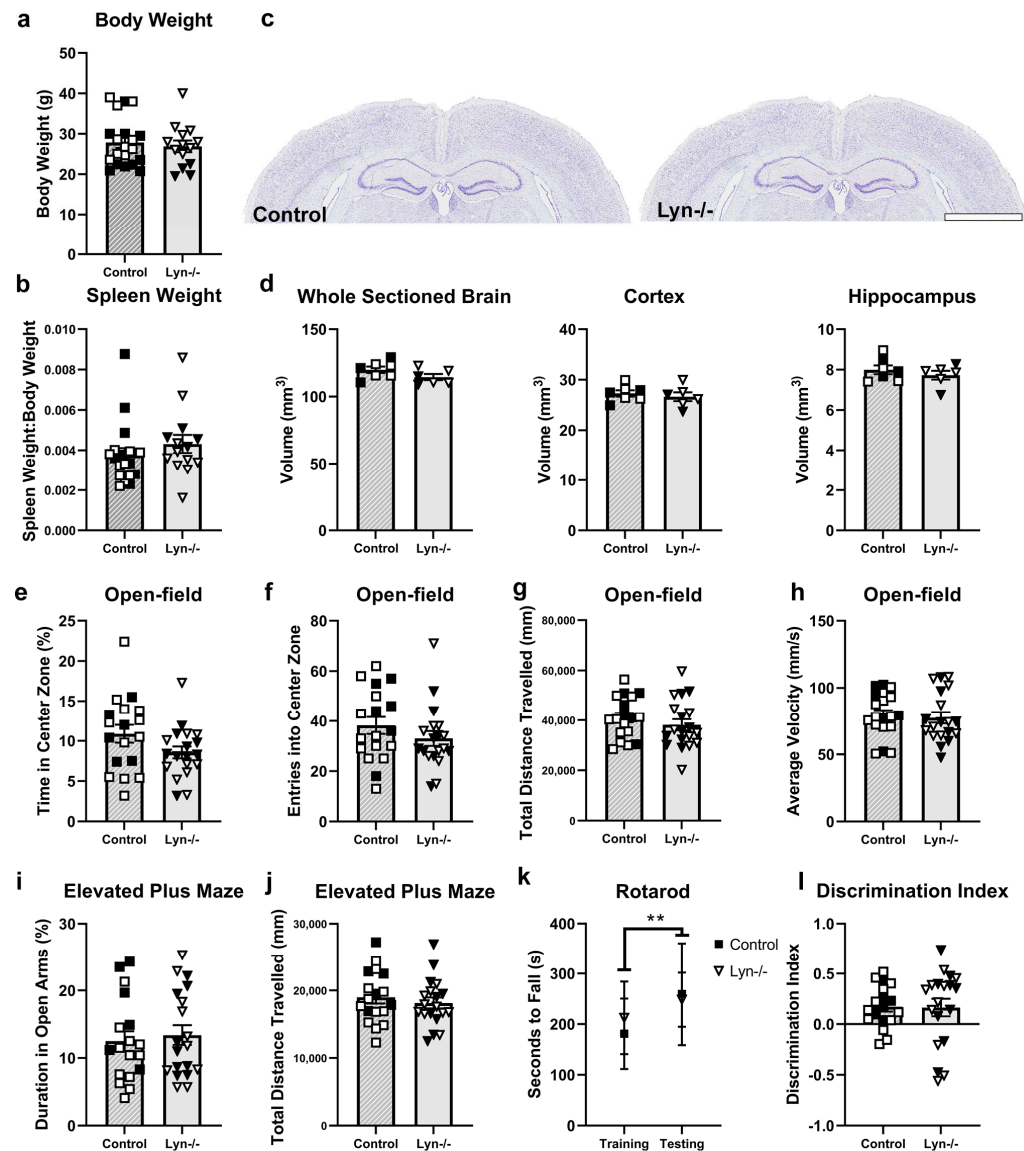 a
Body Weight
Body Weight (g)
50
40
30
20
10
0
Control
Lyn-/-
c
Control
Lyn-/-
b
Spleen Weight
Spleen Weight:Body Weight
0.010
0.008
0.006
0.004
0.002
0.000
Control
Lyn-/-
d
Whole Sectioned Brain
Volume (mm³)
150
100
50
0
Control
Lyn-/-
Cortex
Volume (mm³)
40
30
20
10
0
Control
Lyn-/-
Hippocampus
Volume (mm³)
10
8
6
4
2
0
Control
Lyn-/-
e
Open-field
Time in Center Zone (%)
25
20
15
10
5
0
Control
Lyn-/-
f
Open-field
Entries into Center Zone
80
60
40
20
0
Control
Lyn-/-
g
Open-field
Total Distance Travelled (mm)
80,000
60,000
40,000
20,000
0
Control
Lyn-/-
h
Open-field
Average Velocity (mm/s)
150
100
50
0
Control
Lyn-/-
i
Elevated Plus Maze
Duration in Open Arms (%)
30
20
10
0
Control
Lyn-/-
j
Elevated Plus Maze
Total Distance Travelled (mm)
30,000
20,000
10,000
0
Control
Lyn-/-
k
Rotarod
Seconds to Fall (s)
400
300
200
100
0
**
Training
Testing
Control
Lyn-/-
l
Discrimination Index
Discrimination Index
1.0
0.5
0.0
-0.5
-1.0
Control
Lyn-/-